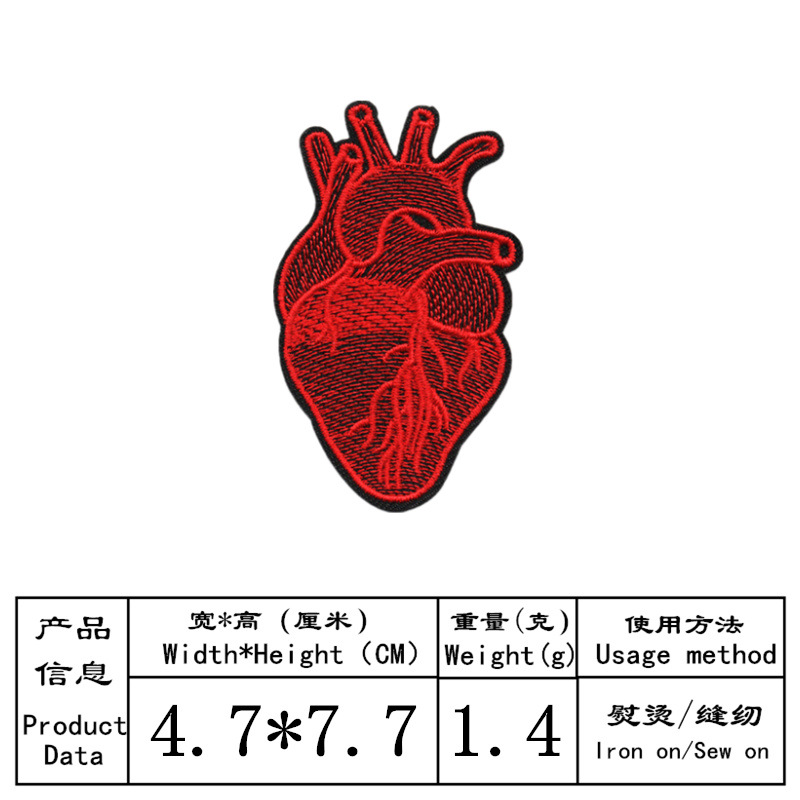 产品
信息
Product
Data
宽*高 (厘米)
Width*Height (CM)
4.7*7.7
重量(克)
Weight(g)
1.4
使用方法
Usage method
熨烫/缝纫
Iron on/Sew on